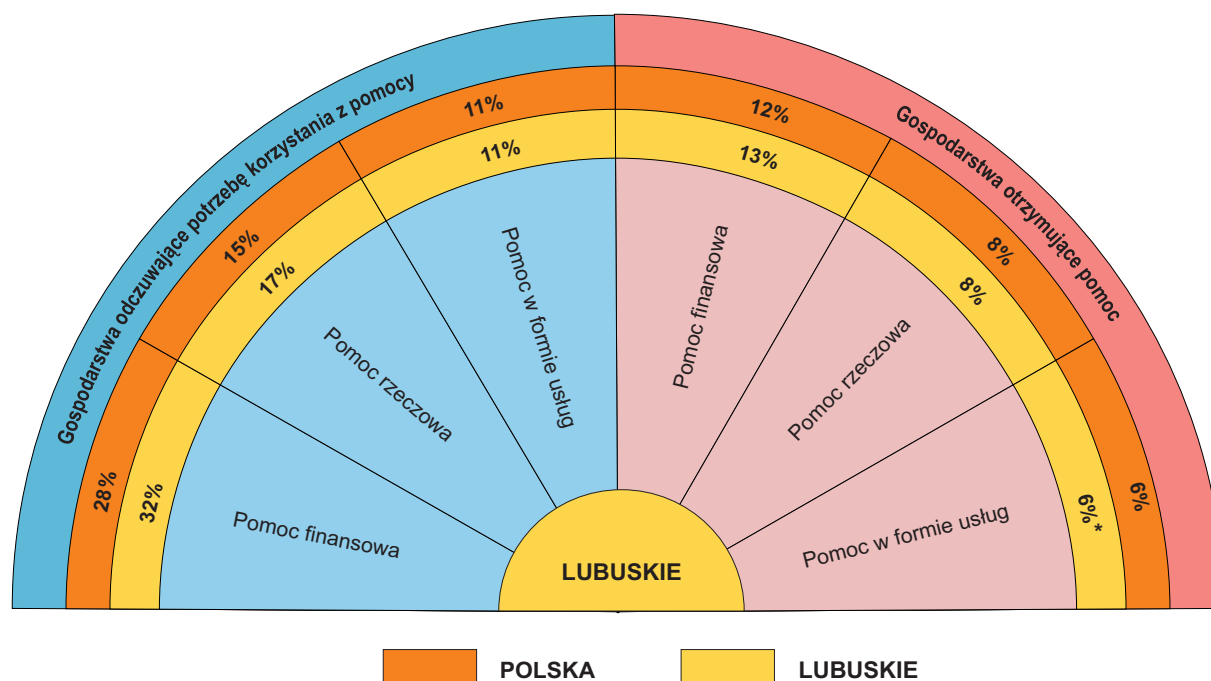 Gospodarstwa odczuwające potrzebę korzystania z pomocy
Gospodarstwa otrzymujące pomoc
28%
15%
11%
12%
8%
6%
32%
17%
11%
13%
8%
6%*
Pomoc finansowa
Pomoc rzeczowa
Pomoc w formie usług
Pomoc finansowa
Pomoc rzeczowa
Pomoc w formie usług
LUBUSKIE
POLSKA
LUBUSKIE